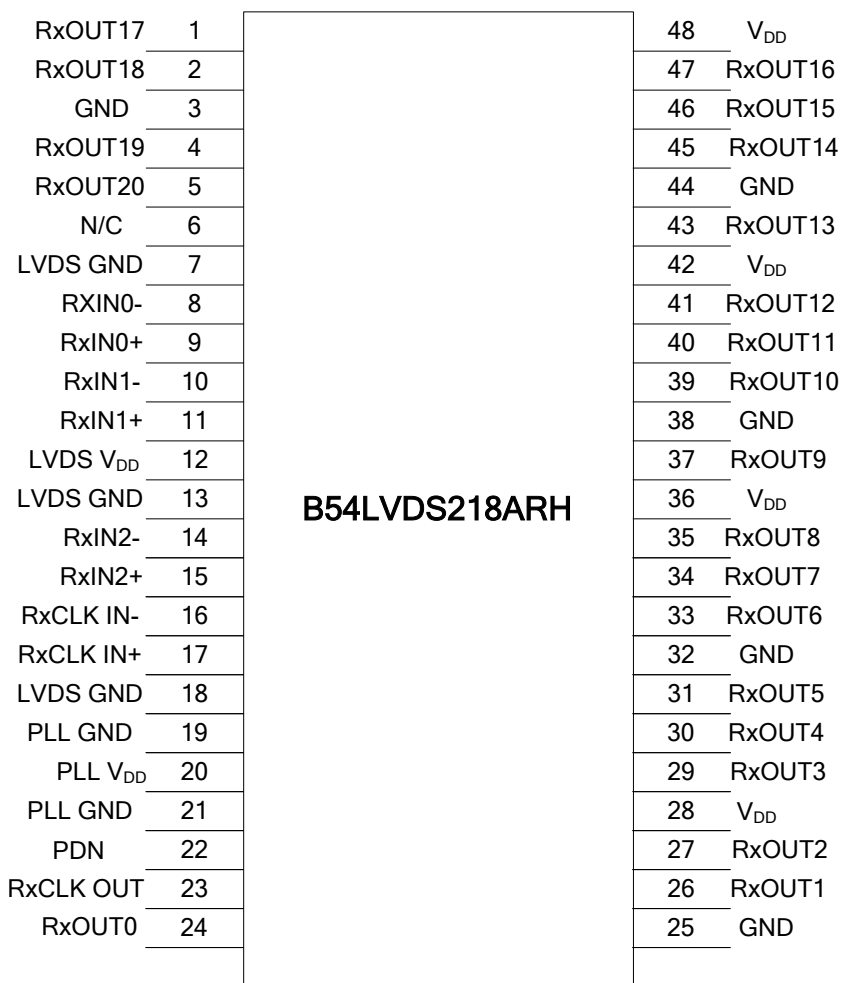 RxOUT17 1 48 VDD
RxOUT18 2 47 RxOUT16
GND 3 46 RxOUT15
RxOUT19 4 45 RxOUT14
RxOUT20 5 44 GND
N/C 6 43 RxOUT13
LVDS GND 7 42 VDD
RXIN0- 8 41 RxOUT12
RxIN0+ 9 40 RxOUT11
RxIN1- 10 39 RxOUT10
RxIN1+ 11 38 GND
LVDS VDD 12 37 RxOUT9
LVDS GND 13 B54LVDS218ARH 36 VDD
RxIN2- 14 35 RxOUT8
RxIN2+ 15 34 RxOUT7
RxCLK IN- 16 33 RxOUT6
RxCLK IN+ 17 32 GND
LVDS GND 18 31 RxOUT5
PLL GND 19 30 RxOUT4
PLL VDD 20 29 RxOUT3
PLL GND 21 28 VDD
PDN 22 27 RxOUT2
RxCLK OUT 23 26 RxOUT1
RxOUT0 24 25 GND